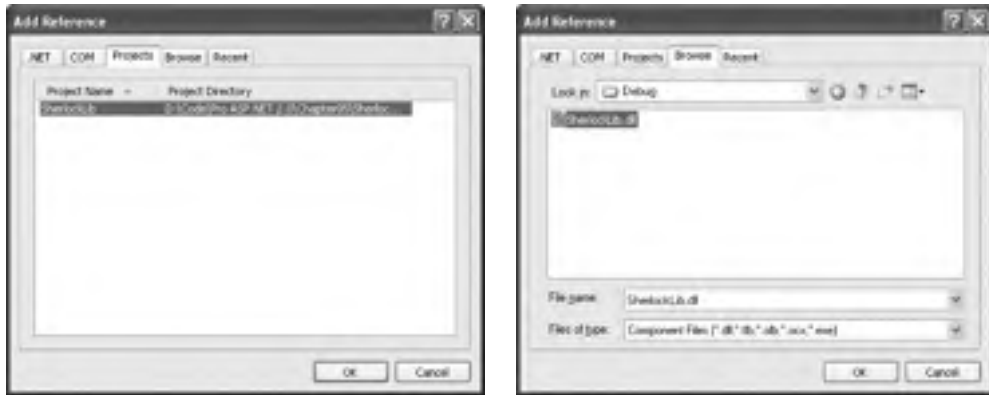 Add Reference
.NET COM Projects Browse Recent
Project Name Project Directory
SherlockLib
OK Cancel
Add Reference
.NET COM Projects Browse Recent
Look in: Debug
SherlockLib.dll
File name: SherlockLib.dll
Files of type: Component Files (*.dll;*.tlb;*.olb;*.ocx;*.exe)
OK Cancel